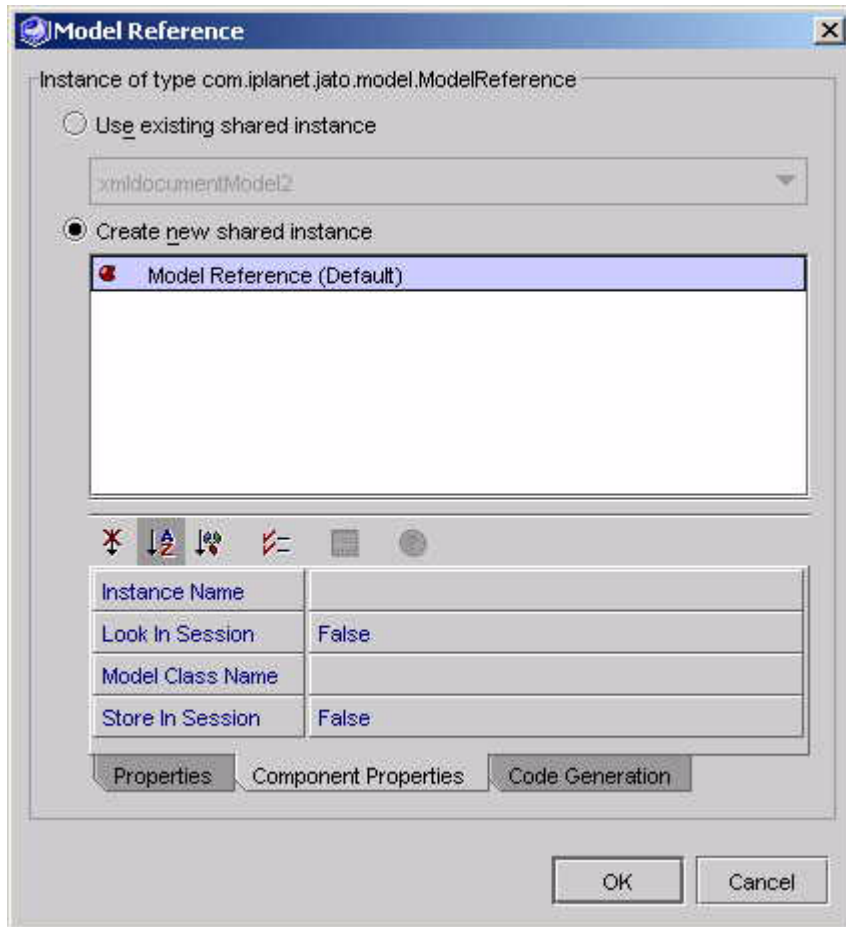 Model Reference
Instance of type com.iplanet.jato.model.ModelReference
Use existing shared instance
xmldocumentModel2
Create new shared instance
Model Reference (Default)
Instance Name
Look In Session False
Model Class Name
Store In Session False
Properties Component Properties Code Generation
OK Cancel